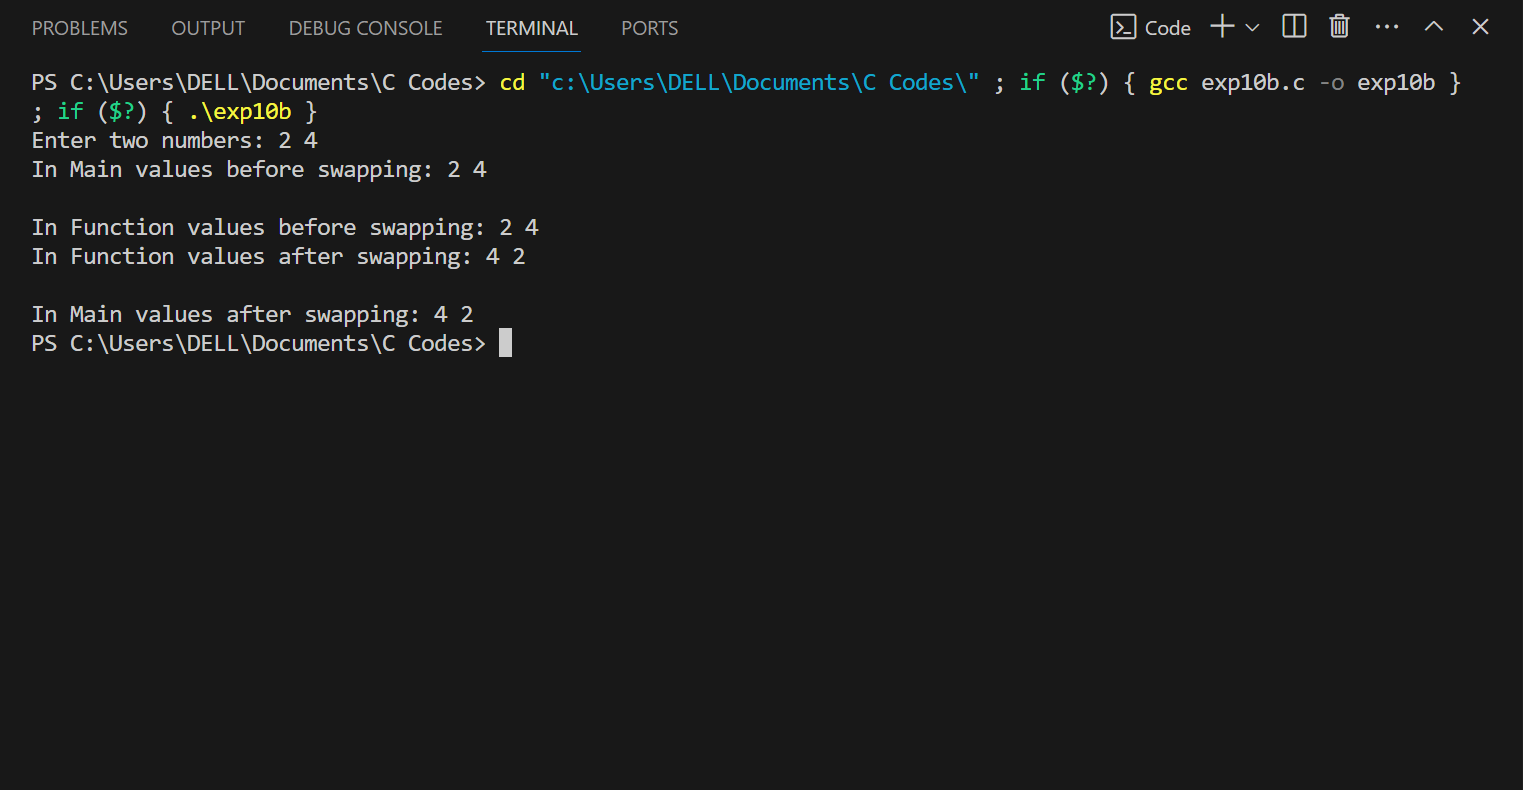 PROBLEMS OUTPUT DEBUG CONSOLE TERMINAL PORTS Code
PS C:\Users\DELL\Documents\C Codes> cd "c:\Users\DELL\Documents\C Codes\" ; if ($?) { gcc exp10b.c -o exp10b }
; if ($?) { .\exp10b }
Enter two numbers: 2 4
In Main values before swapping: 2 4
In Function values before swapping: 2 4
In Function values after swapping: 4 2
In Main values after swapping: 4 2
PS C:\Users\DELL\Documents\C Codes>